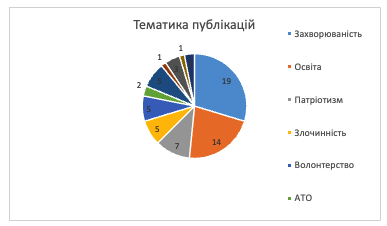 Тематика публікацій
1
1
2
5
5
7
14
19
Захворюваність
Освіта
Патріотизм
Злочинність
Волонтерство
АТО